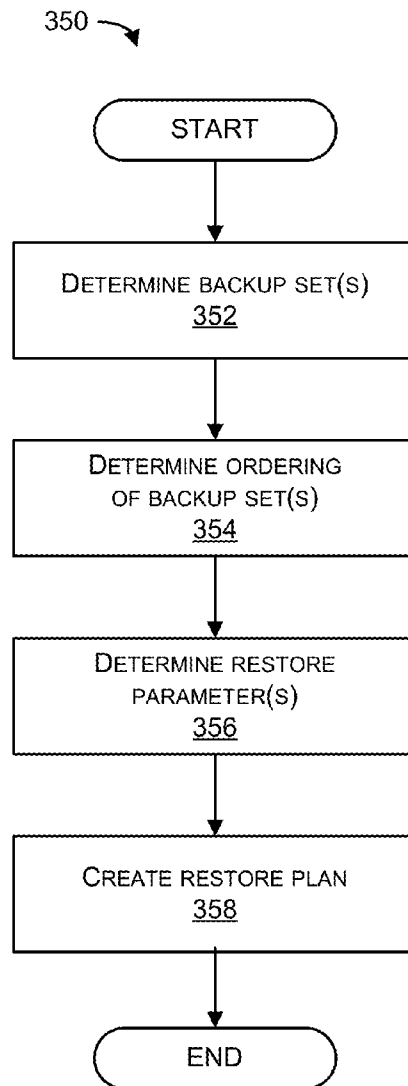 350
START
DETERMINE BACKUP SET(S)
352
DETERMINE ORDERING
OF BACKUP SET(S)
354
DETERMINE RESTORE
PARAMETER(S)
356
CREATE RESTORE PLAN
358
END